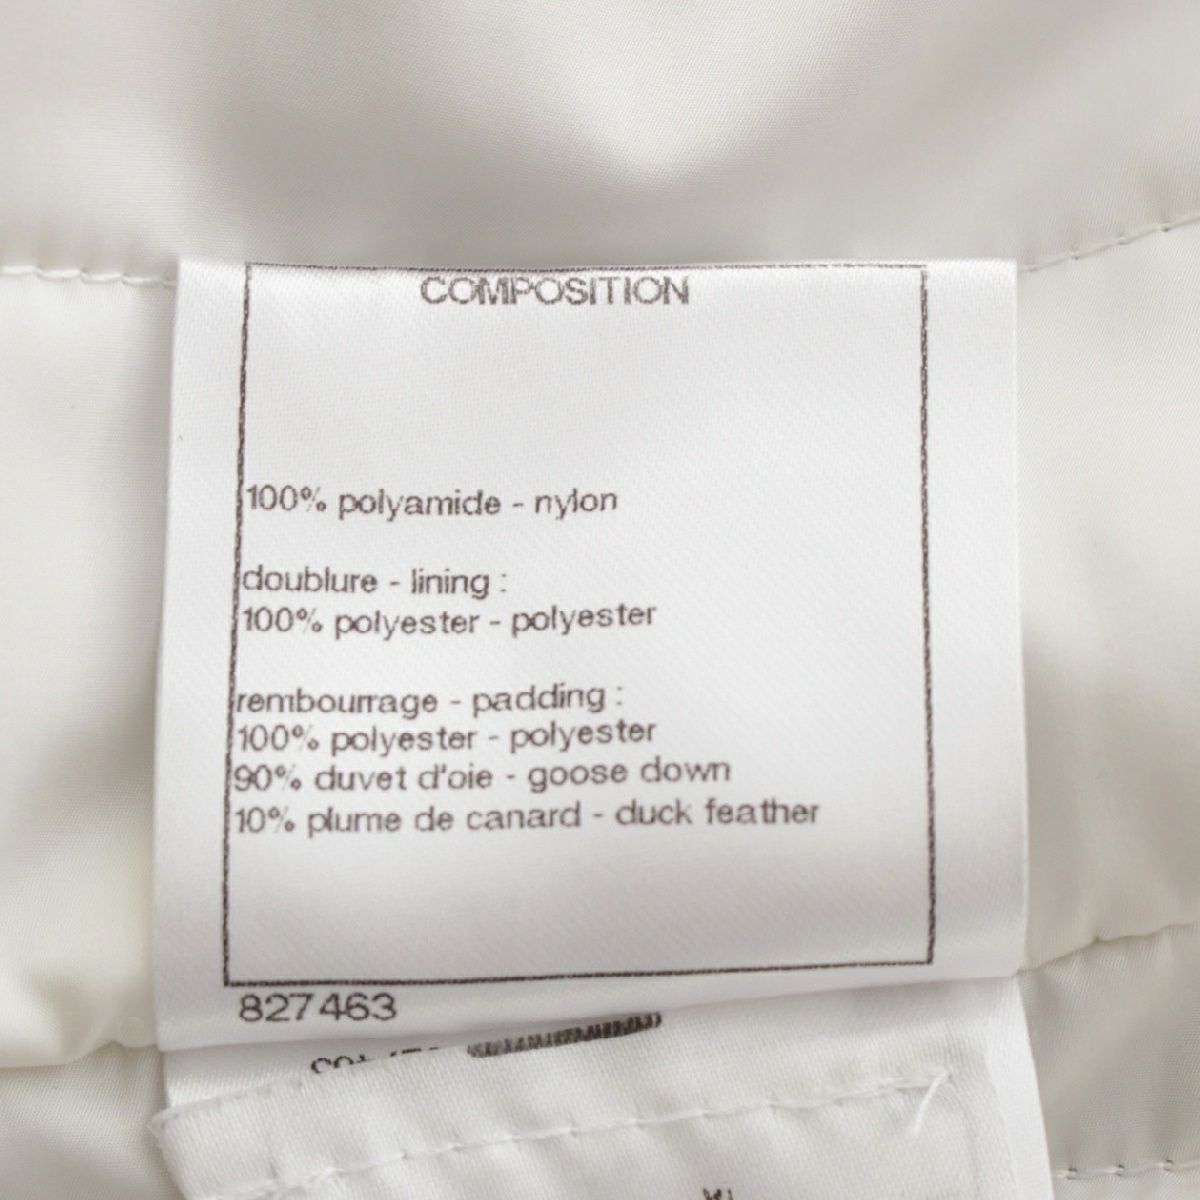 COMPOSITION
100% polyamide - nylon
doublure - lining :
100% polyester - polyester
rembourrage - padding :
100% polyester - polyester
90% duvet d'oie - goose down
10% plume de canard - duck feather
827463